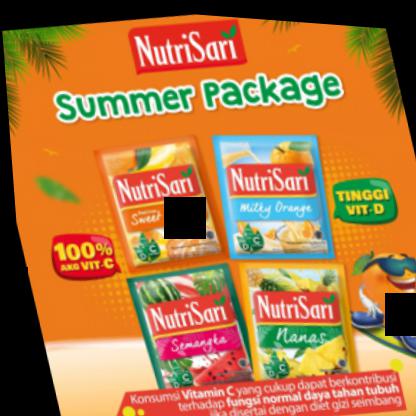 NutriSari
Summer Package
NutriSari
Sweet
NutriSari
Milky Orange
TINGGI
VIT-D
100%
AKG VIT-C
NutriSari
Semangka
NutriSari
Nanas
Konsumsi Vitamin C yang cukup dapat berkontribusi
terhadap fungsi normal daya tahan tubuh
jika disertai dengan diet gizi seimbang